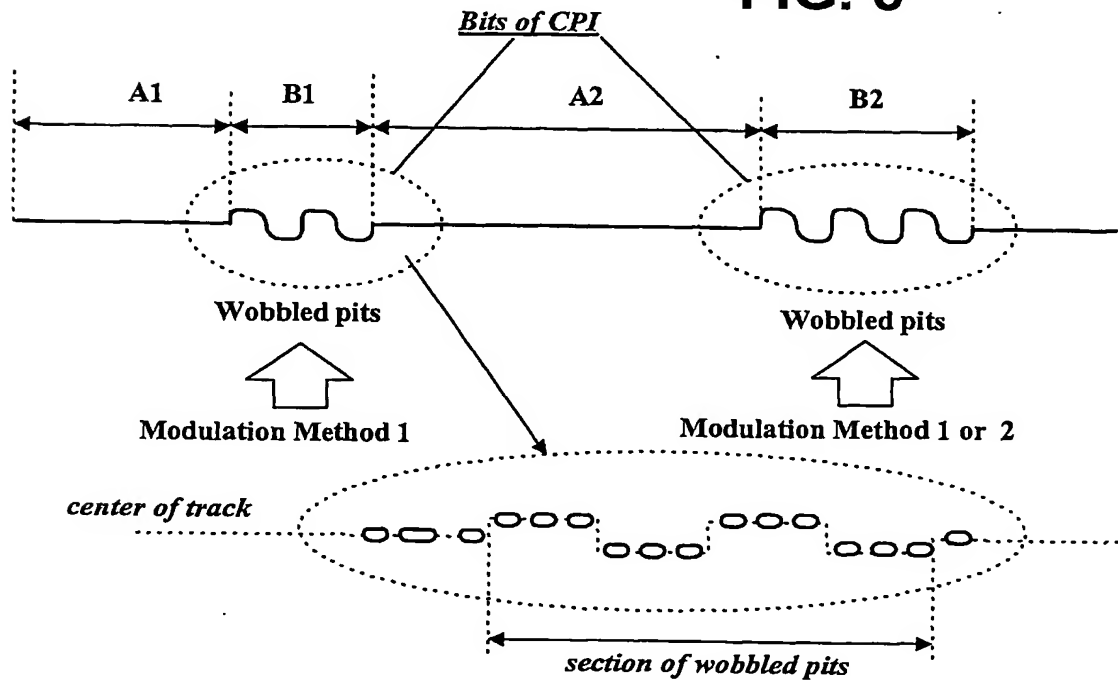 Bits of CPI
A1 B1 A2 B2
Wobbled pits Wobbled pits
Modulation Method 1 Modulation Method 1 or 2
center of track
section of wobbled pits